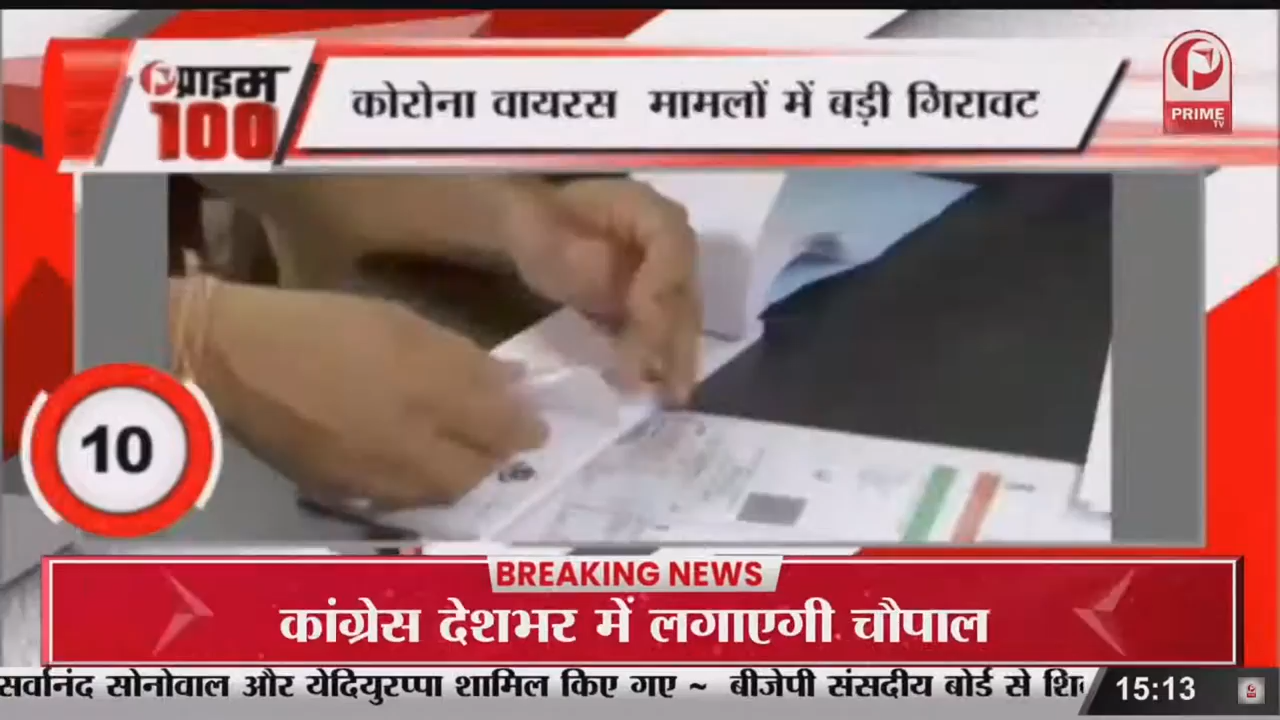 प्राइम
100
कोरोना वायरस मामलों में बड़ी गिरावट
PRIME
TV
10
BREAKING NEWS
कांग्रेस देशभर में लगाएगी चौपाल
सर्वानंद सोनोवाल और येदियुरप्पा शामिल किए गए ~ बीजेपी संसदीय बोर्ड से
15:13